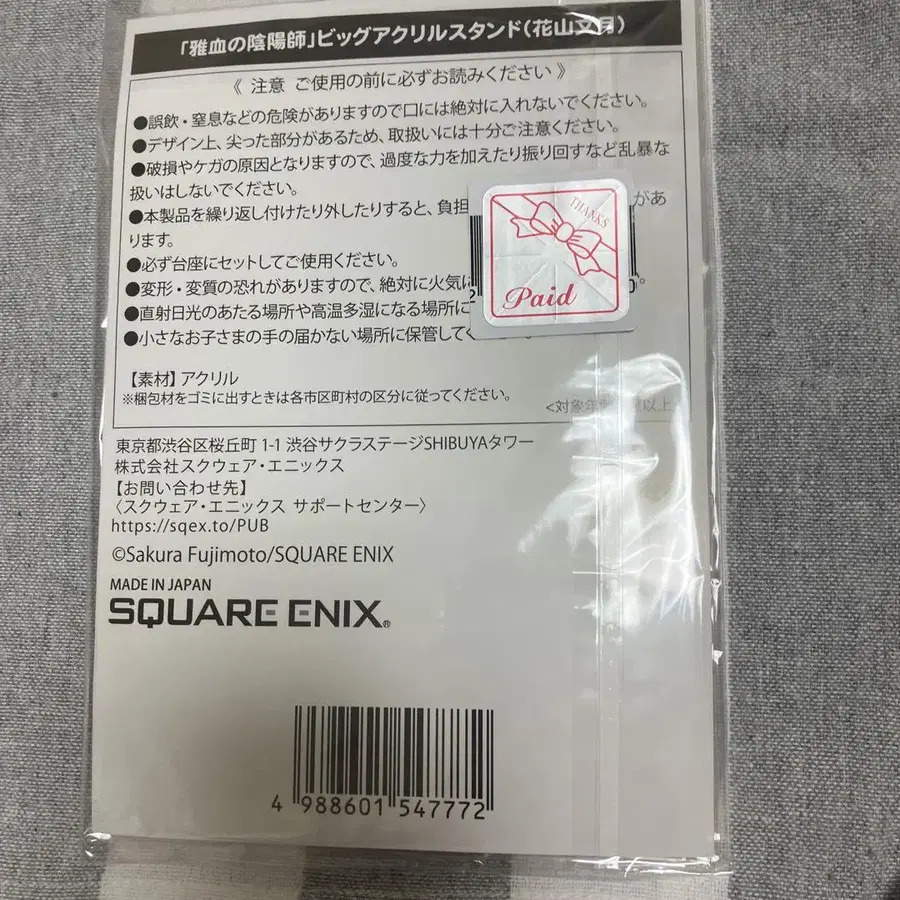 「雅血の陰陽師」ビッグアクリルスタンド(花山文月)
《 注意 ご使用の前に必ずお読みください 》
●誤飲・窒息などの危険がありますので口には絶対に入れないでください。
●デザイン上、尖った部分があるため、取扱いには十分ご注意ください。
●破損やケガの原因となりますので、過度な力を加えたり振り回すなど乱暴な
扱いはしないでください。
●本製品を繰り返し付けたり外したりすると、負担 があ
ります。
●必ず台座にセットしてご使用ください。
●変形・変質の恐れがありますので、絶対に火気に 。
●直射日光のあたる場所や高温多湿になる場所に
●小さなお子さまの手の届かない場所に保管して
THANKS
Paid
2 0
【素材】アクリル
※梱包材をゴミに出すときは各市区町村の区分に従ってください。
<対象年齢 以上>
東京都渋谷区桜丘町 1-1 渋谷サクラステージSHIBUYAタワー
株式会社スクウェア・エニックス
【お問い合わせ先】
〈スクウェア・エニックス サポートセンター〉
https://sqex.to/PUB
©Sakura Fujimoto/SQUARE ENIX
MADE IN JAPAN
SQUARE ENIX®
4 988601 547772